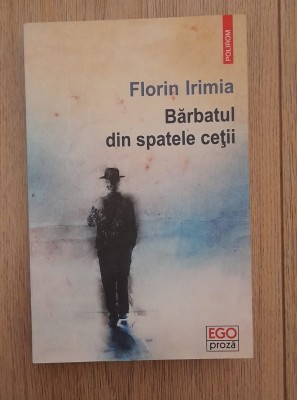 POLIROM
Florin Irimia
Bărbatul
din spatele ceţii
EGO
proză